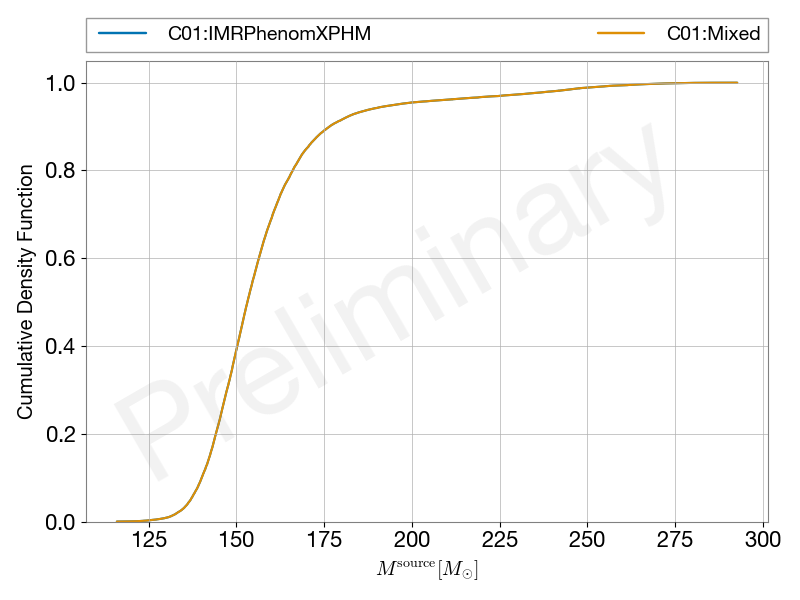 C01:IMRPhenomXPHM C01:Mixed
1.0
0.8
0.6
0.4
0.2
0.0
Cumulative Density Function
Preliminary
125 150 175 200 225 250 275 300
M^source[M_⊙]